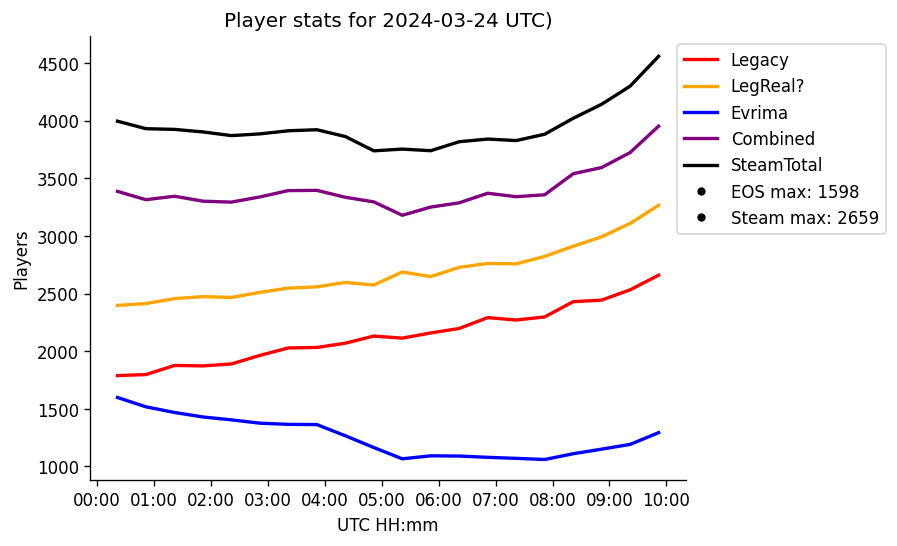 Player stats for 2024-03-24 UTC)
Players
4500
4000
3500
3000
2500
2000
1500
1000
00:00 01:00 02:00 03:00 04:00 05:00 06:00 07:00 08:00 09:00 10:00
UTC HH:mm
Legacy
LegReal?
Evrima
Combined
SteamTotal
EOS max: 1598
Steam max: 2659